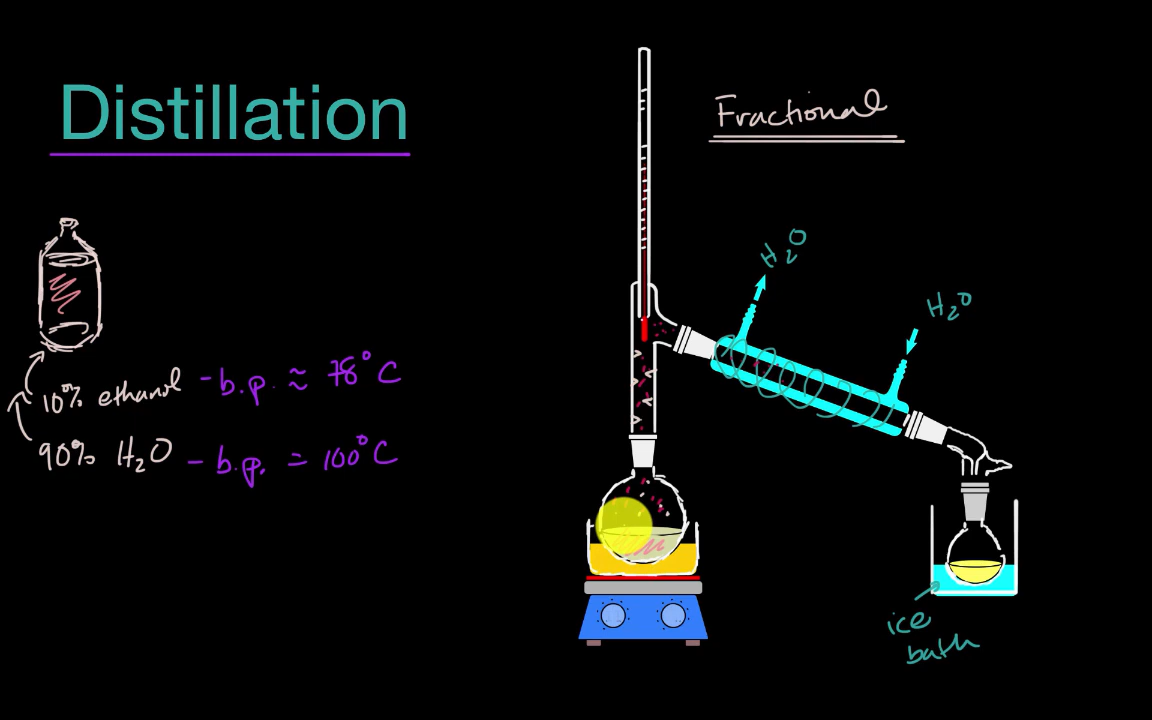 Distillation
Fractional
H₂O
H₂O
10% ethanol - b.p. ≈ 78°C
90% H₂O - b.p. = 100°C
ice
bath